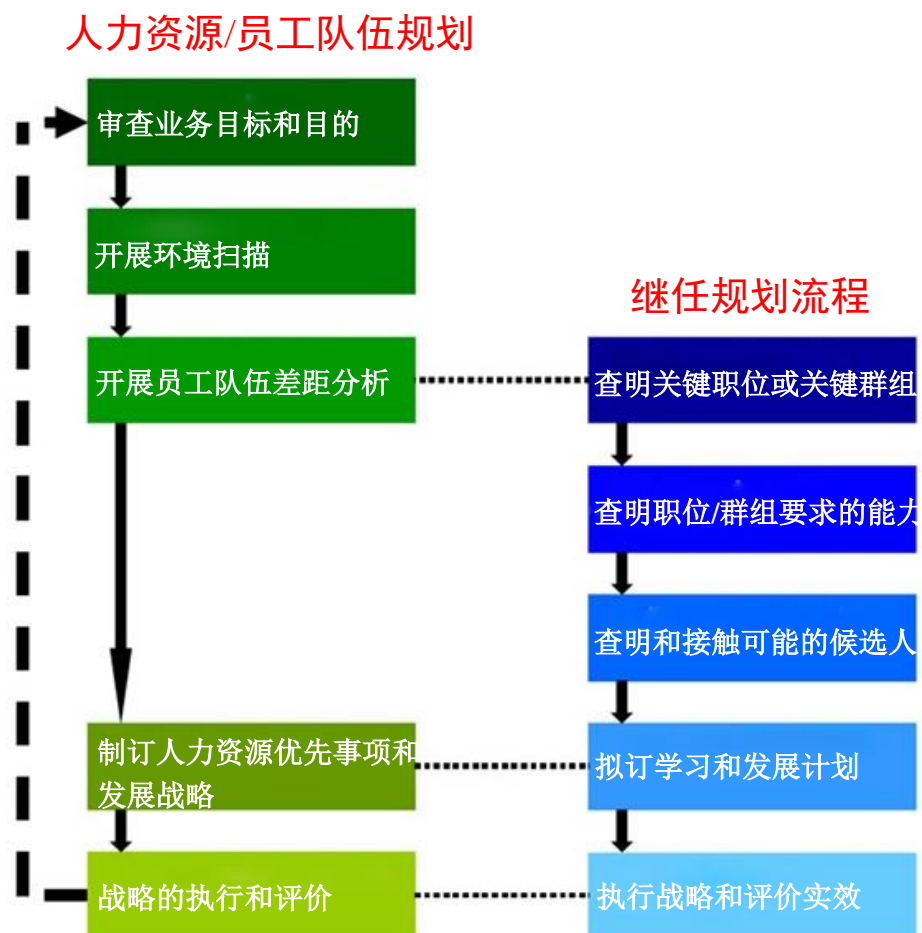 人力资源/员工队伍规划
审查业务目标和目的
开展环境扫描
开展员工队伍差距分析
制订人力资源优先事项和
发展战略
战略的执行和评价
继任规划流程
查明关键职位或关键群组
查明职位/群组要求的能力
查明和接触可能的候选人
拟订学习和发展计划
执行战略和评价实效